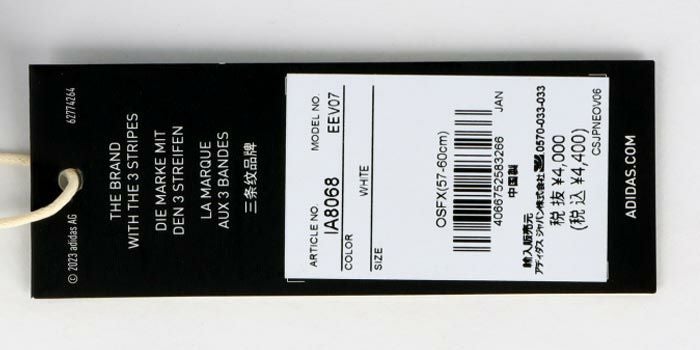 62774264
© 2023 adidas AG
THE BRAND
WITH THE 3 STRIPES
DIE MARKE MIT
DEN 3 STREIFEN
LA MARQUE
AUX 3 BANDES
三条纹品牌
ARTICLE NO. MODEL NO.
IA8068 EEV07
COLOR
WHITE
SIZE
OSFX(57-60cm)
JAN
4066752583266
中国製
輸入販売元
アディダス ジャパン株式会社 0570-033-033
税 抜 ¥4,000
(税 込 ¥4,400)
CSJPNEOV06
ADIDAS.COM